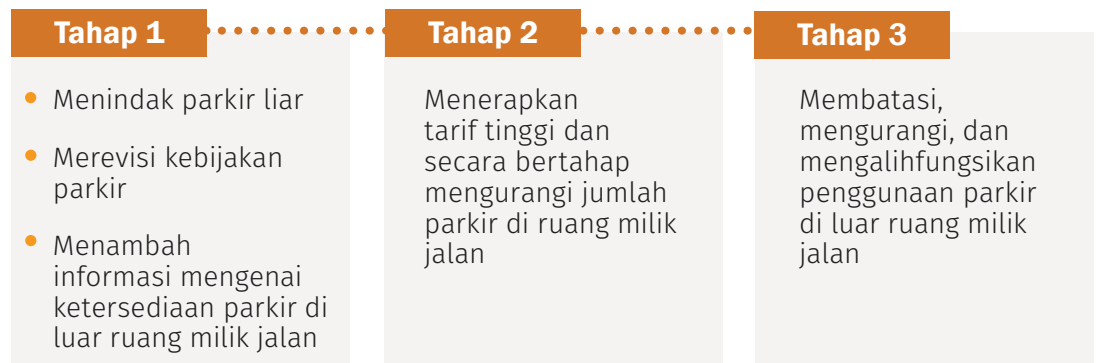 Tahap 1
Menindak parkir liar
Merevisi kebijakan
parkir
Menambah
informasi mengenai
ketersediaan parkir di
luar ruang milik jalan
Tahap 2
Menerapkan
tarif tinggi dan
secara bertahap
mengurangi jumlah
parkir di ruang milik
jalan
Tahap 3
Membatasi,
mengurangi, dan
mengalihfungsikan
penggunaan parkir
di luar ruang milik
jalan